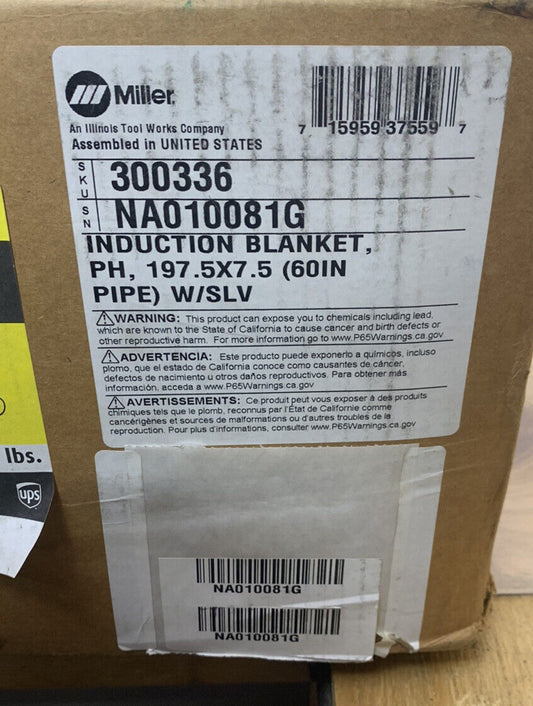 Miller.
An Illinois Tool Works Company
Assembled in UNITED STATES
7 15959 37559 7
SKU 300336
SN NA010081G
INDUCTION BLANKET,
PH, 197.5X7.5 (60IN
PIPE) W/SLV
WARNING: This product can expose you to chemicals including lead,
which are known to the State of California to cause cancer and birth defects or
other reproductive harm. For more information go to www.P65Warnings.ca.gov
ADVERTENCIA: Este producto puede exponerlo a químicos, incluso
plomo, que el estado de California conoce como causantes de cáncer,
defectos de nacimiento u otros daños reproductivos. Para obtener más
información, acceda a www.P65Warnings.ca.gov
AVERTISSEMENTS: Ce produit peut vous exposer à des produits
chimiques tels que le plomb, reconnus par l'État de Californie comme
cancérigènes et sources de malformations ou d'autres troubles de la
reproduction. Pour plus d'informations, consulter www.P65Warnings.ca.gov
lbs.
ups
NA010081G
NA010081G